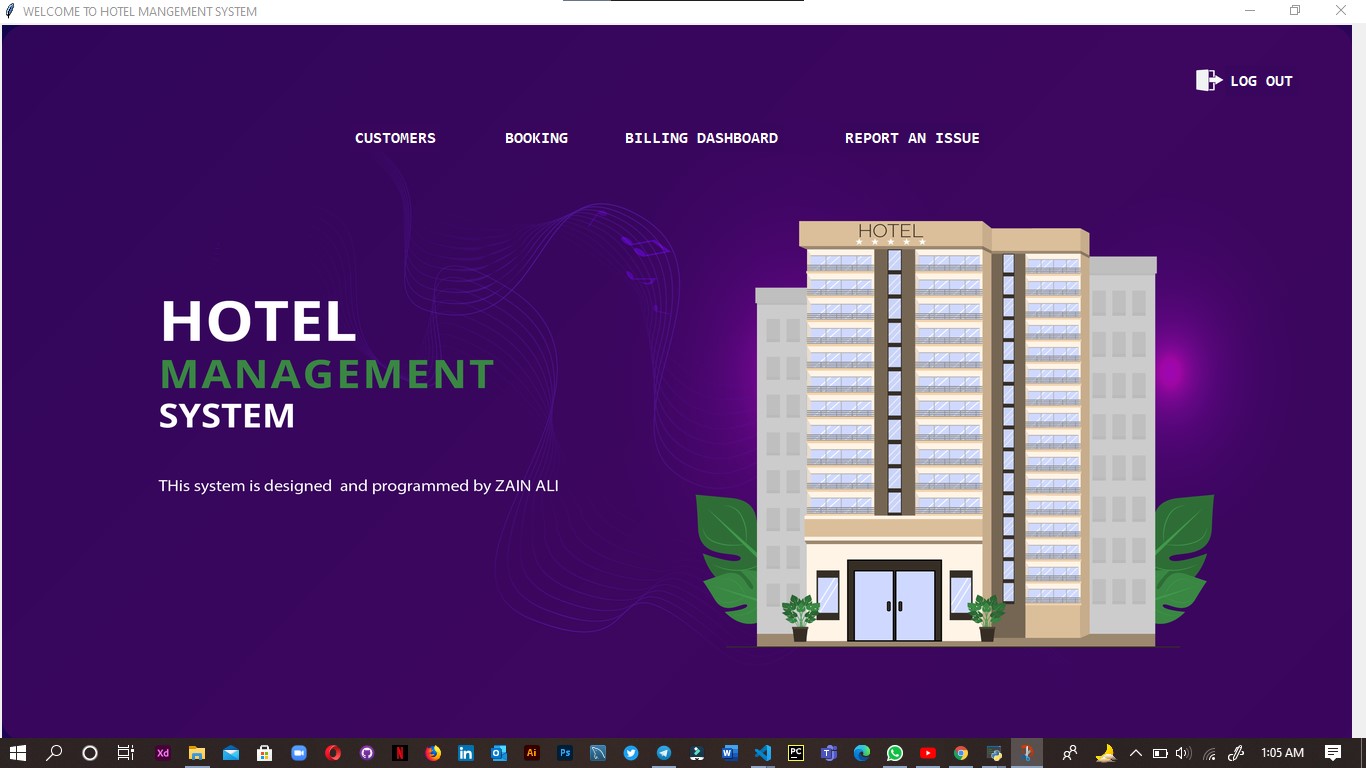 WELCOME TO HOTEL MANGEMENT SYSTEM
LOG OUT
CUSTOMERS BOOKING BILLING DASHBOARD REPORT AN ISSUE
HOTEL
HOTEL
MANAGEMENT
SYSTEM
THis system is designed and programmed by ZAIN ALI
Xd N in Ai Ps W PC 1:05 AM